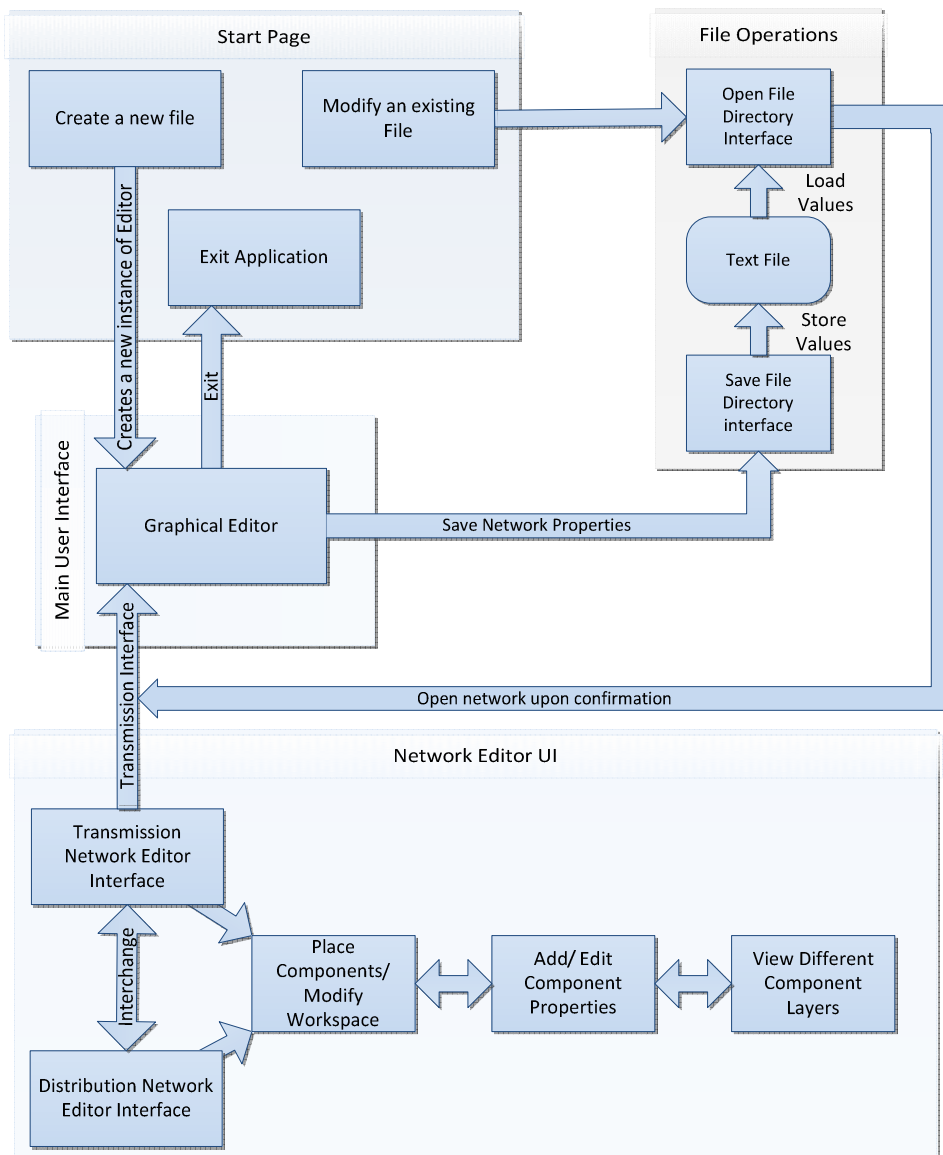 Start Page
File Operations
Create a new file
Modify an existing
File
Open File
Directory
Interface
Load
Values
Creates a new instance of Editor
Exit Application
Text File
Store
Values
Exit
Save File
Directory
interface
Main User Interface
Graphical Editor
Save Network Properties
Transmission Interface
Open network upon confirmation
Network Editor UI
Transmission
Network Editor
Interface
Interchange
Place
Components/
Modify
Workspace
Add/ Edit
Component
Properties
View Different
Component
Layers
Distribution Network
Editor Interface